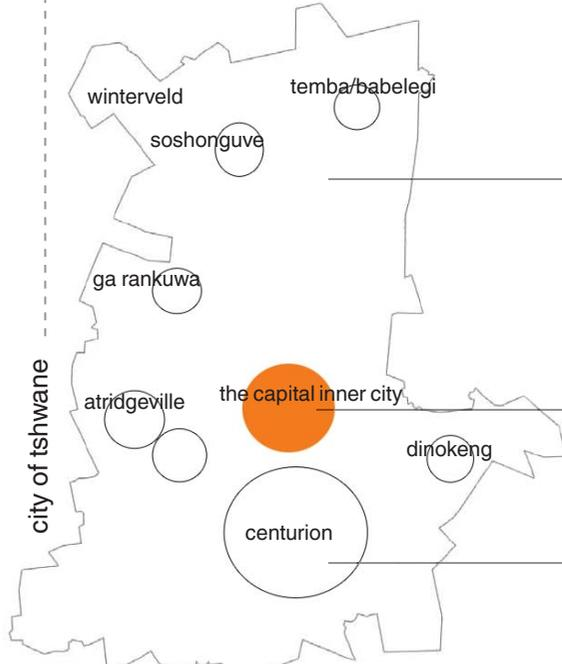 temba/babelegi
winterveld
soshonguve
ga rankuwa
the capital inner city
atridgeville
dinokeng
centurion
city of tshwane